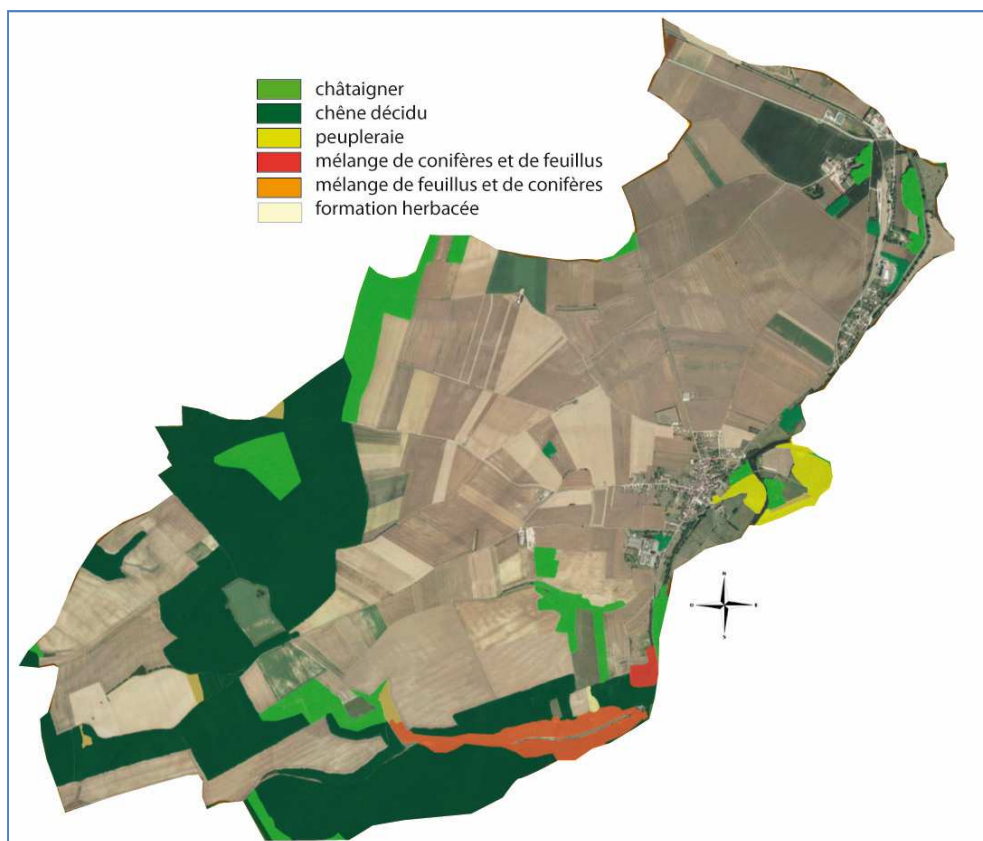 châtaigner
chêne décidu
peupleraie
mélange de conifères et de feuillus
mélange de feuillus et de conifères
formation herbacée